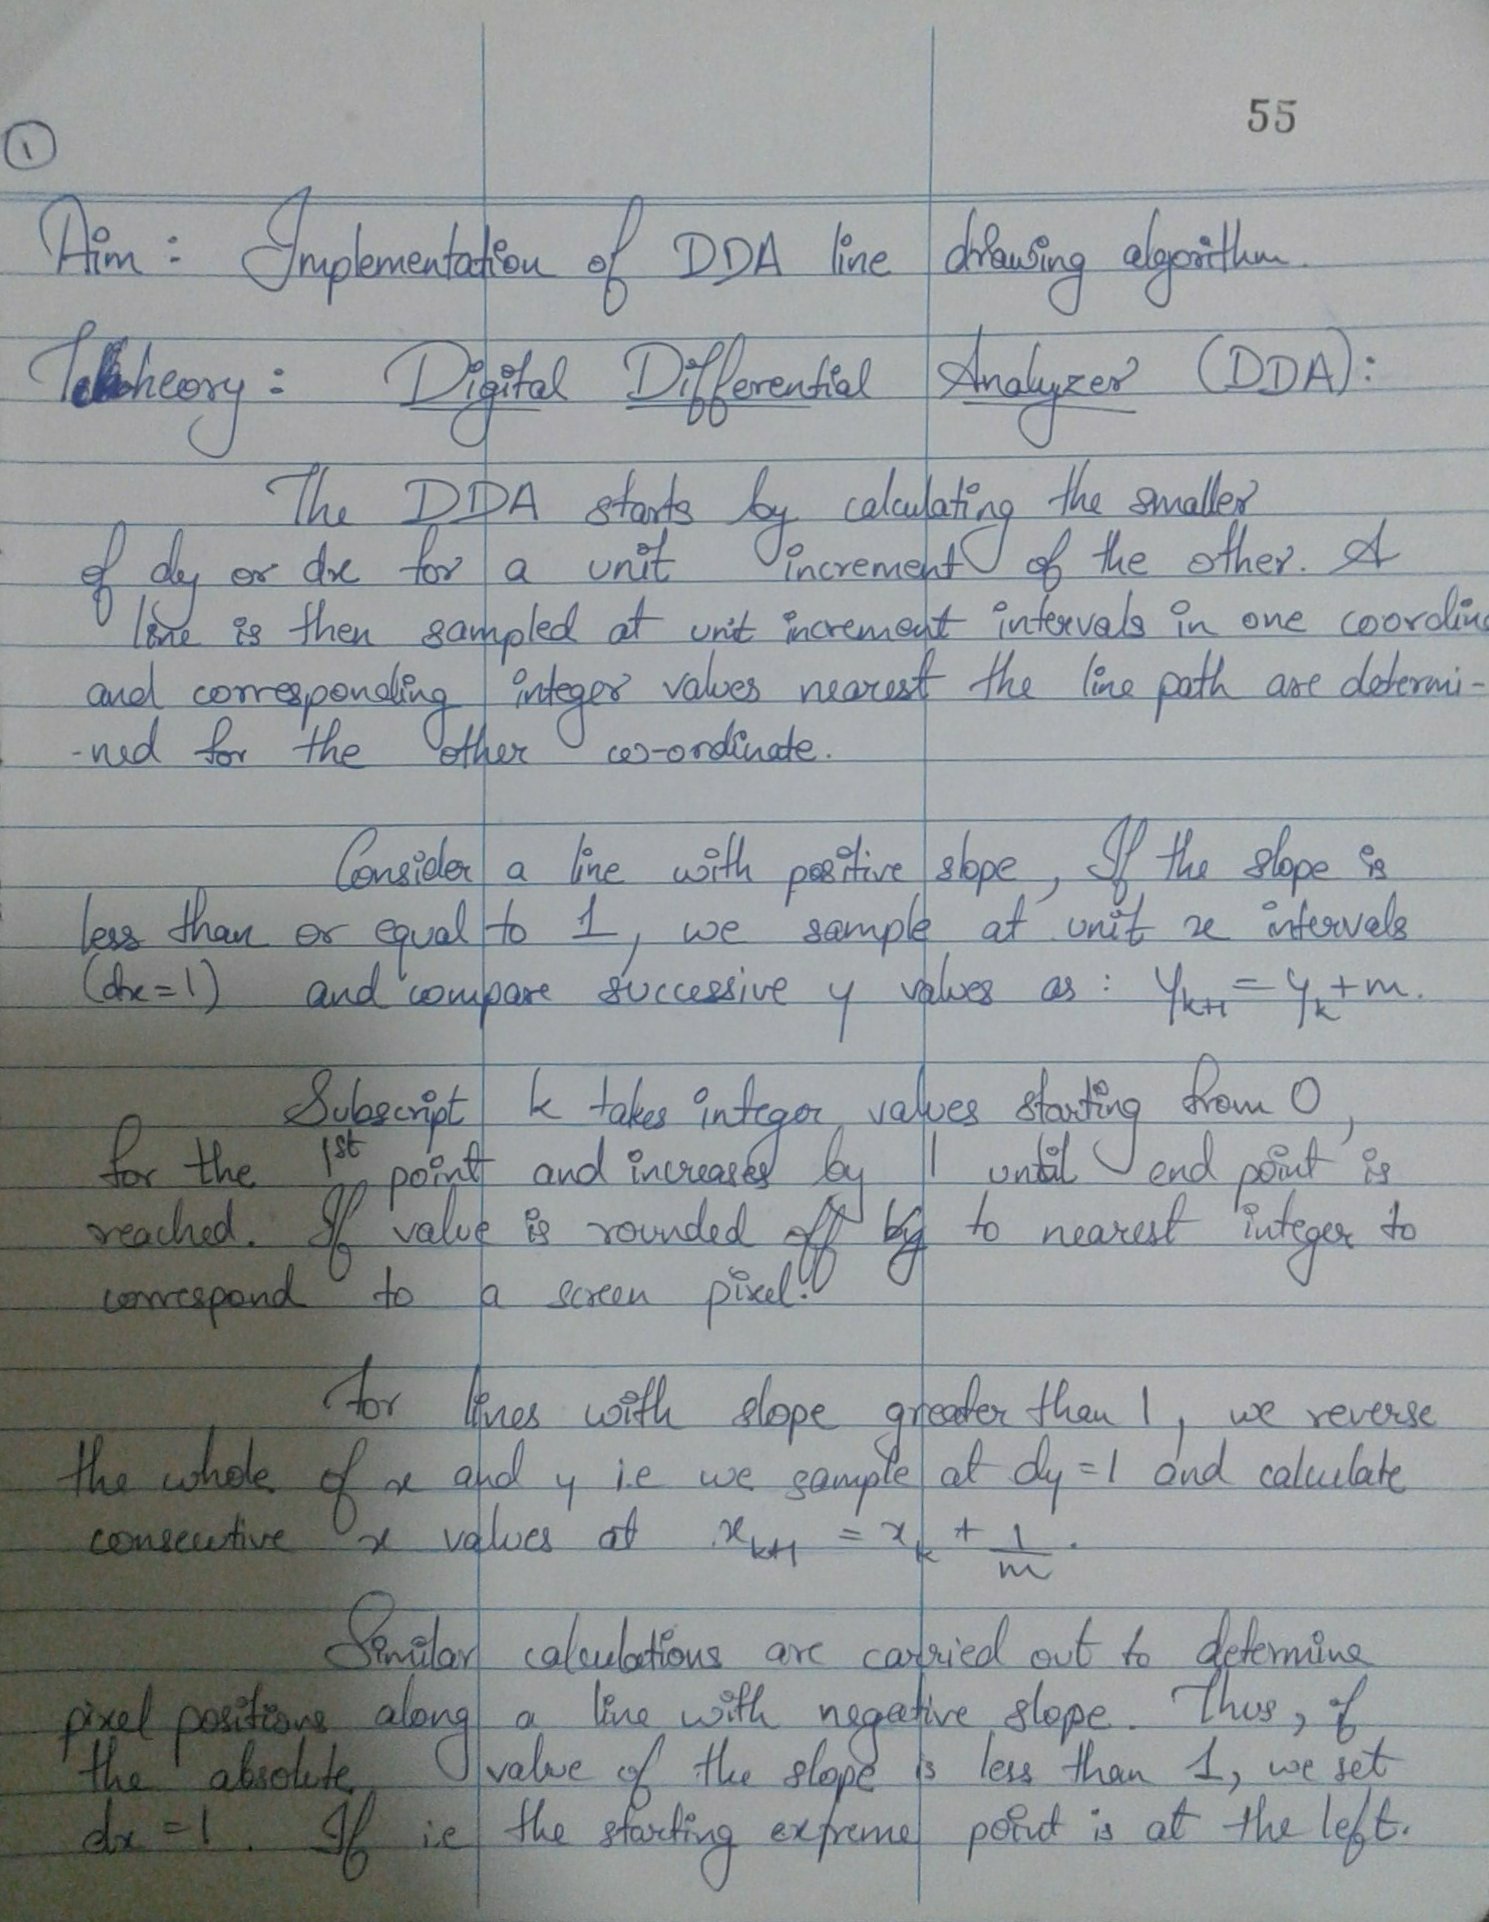 55
1
Aim : Implementation of DDA line drawing algorithm.
Theory : Digital Differential Analyzer (DDA) :
The DDA starts by calculating the smaller
of dy or dx for a unit increment of the other. A
line is then sampled at unit increment intervals in one coordin
and corresponding integer values nearest the line path are determi-
-ned for the other co-ordinate.
Consider a line with positive slope, If the slope is
less than or equal to 1, we sample at unit x intervals
(dx=1) and compare successive y values as : yₖ₊₁ = yₖ + m.
Subscript k takes integer values starting from 0,
for the 1st point and increases by 1 until end point is
reached. If value is rounded off to nearest integer to
correspond to a screen pixel.
For lines with slope greater than 1, we reverse
the whole of x and y i.e we sample at dy=1 and calculate
consecutive x values at xₖ₊₁ = xₖ + 1/m.
Similar calculations are carried out to determine
pixel positions along a line with negative slope. Thus, if
the absolute value of the slope is less than 1, we set
dx = 1. If i.e the starting extreme point is at the left.